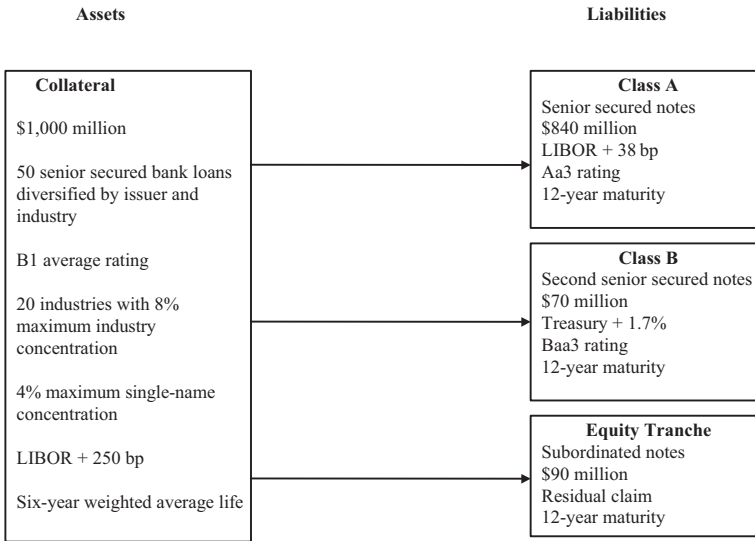 Assets
Liabilities
Collateral
$1,000 million
50 senior secured bank loans
diversified by issuer and
industry
B1 average rating
20 industries with 8%
maximum industry
concentration
4% maximum single-name
concentration
LIBOR + 250 bp
Six-year weighted average life
Class A
Senior secured notes
$840 million
LIBOR + 38 bp
Aa3 rating
12-year maturity
Class B
Second senior secured notes
$70 million
Treasury + 1.7%
Baa3 rating
12-year maturity
Equity Tranche
Subordinated notes
$90 million
Residual claim
12-year maturity